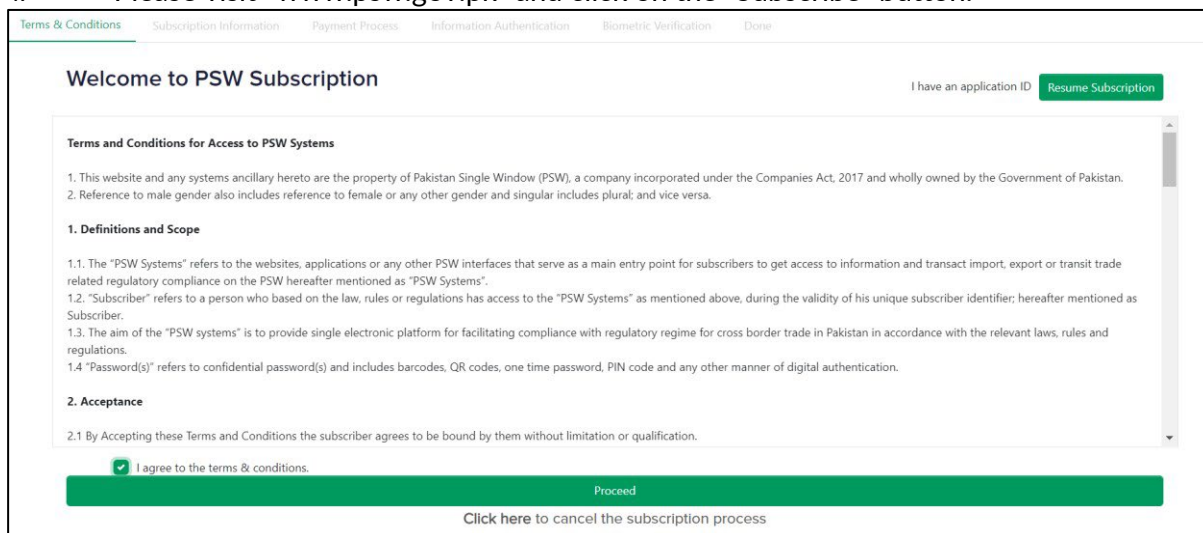 Terms & Conditions Subscription Information Payment Process Information Authentication Biometric Verification Done
Welcome to PSW Subscription
I have an application ID Resume Subscription
Terms and Conditions for Access to PSW Systems
1. This website and any systems ancillary hereto are the property of Pakistan Single Window (PSW), a company incorporated under the Companies Act, 2017 and wholly owned by the Government of Pakistan.
2. Reference to male gender also includes reference to female or any other gender and singular includes plural; and vice versa.
1. Definitions and Scope
1.1. The "PSW Systems" refers to the websites, applications or any other PSW interfaces that serve as a main entry point for subscribers to get access to information and transact import, export or transit trade
related regulatory compliance on the PSW hereafter mentioned as "PSW Systems".
1.2. "Subscriber" refers to a person who based on the law, rules or regulations has access to the "PSW Systems" as mentioned above, during the validity of his unique subscriber identifier; hereafter mentioned as
Subscriber.
1.3. The aim of the "PSW systems" is to provide single electronic platform for facilitating compliance with regulatory regime for cross border trade in Pakistan in accordance with the relevant laws, rules and
regulations.
1.4 "Password(s)" refers to confidential password(s) and includes barcodes, QR codes, one time password, PIN code and any other manner of digital authentication.
2. Acceptance
2.1 By Accepting these Terms and Conditions the subscriber agrees to be bound by them without limitation or qualification.
I agree to the terms & conditions.
Proceed
Click here to cancel the subscription process